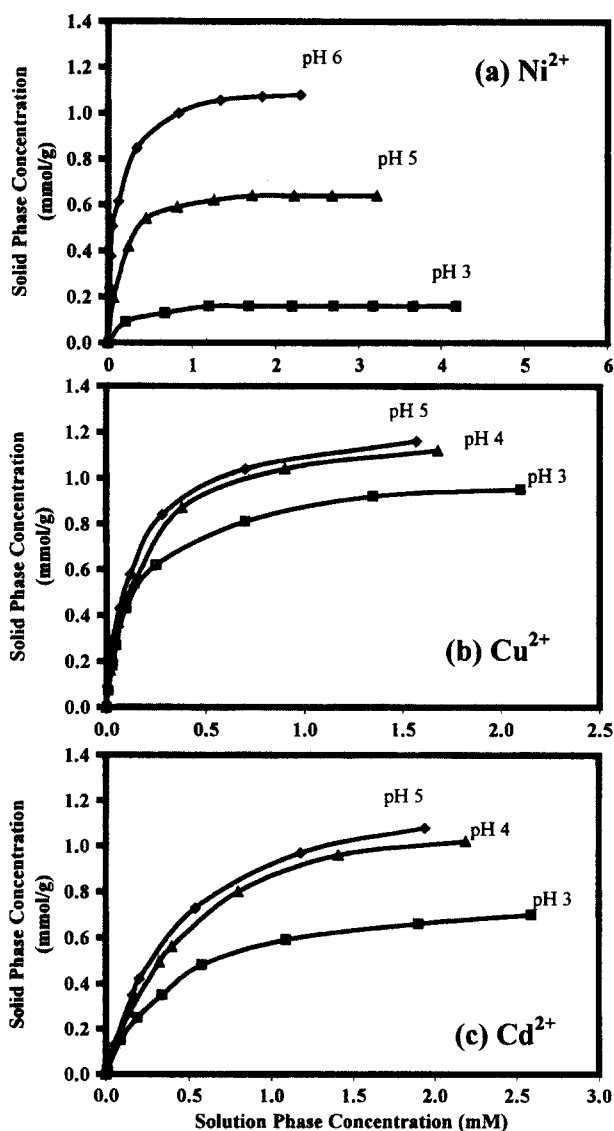 1.4
1.2
1.0
0.8
0.6
0.4
0.2
0.0
Solid Phase Concentration
(mmol/g)
pH 6
(a) Ni2+
pH 5
pH 3
0 1 2 3 4 5 6
1.4
1.2
1.0
0.8
0.6
0.4
0.2
0.0
Solid Phase Concentration
(mmol/g)
pH 5
pH 4
pH 3
(b) Cu2+
0.0 0.5 1.0 1.5 2.0 2.5
1.4
1.2
1.0
0.8
0.6
0.4
0.2
0.0
Solid Phase Concentration
(mmol/g)
pH 5
pH 4
pH 3
(c) Cd2+
0.0 0.5 1.0 1.5 2.0 2.5 3.0
Solution Phase Concentration (mM)